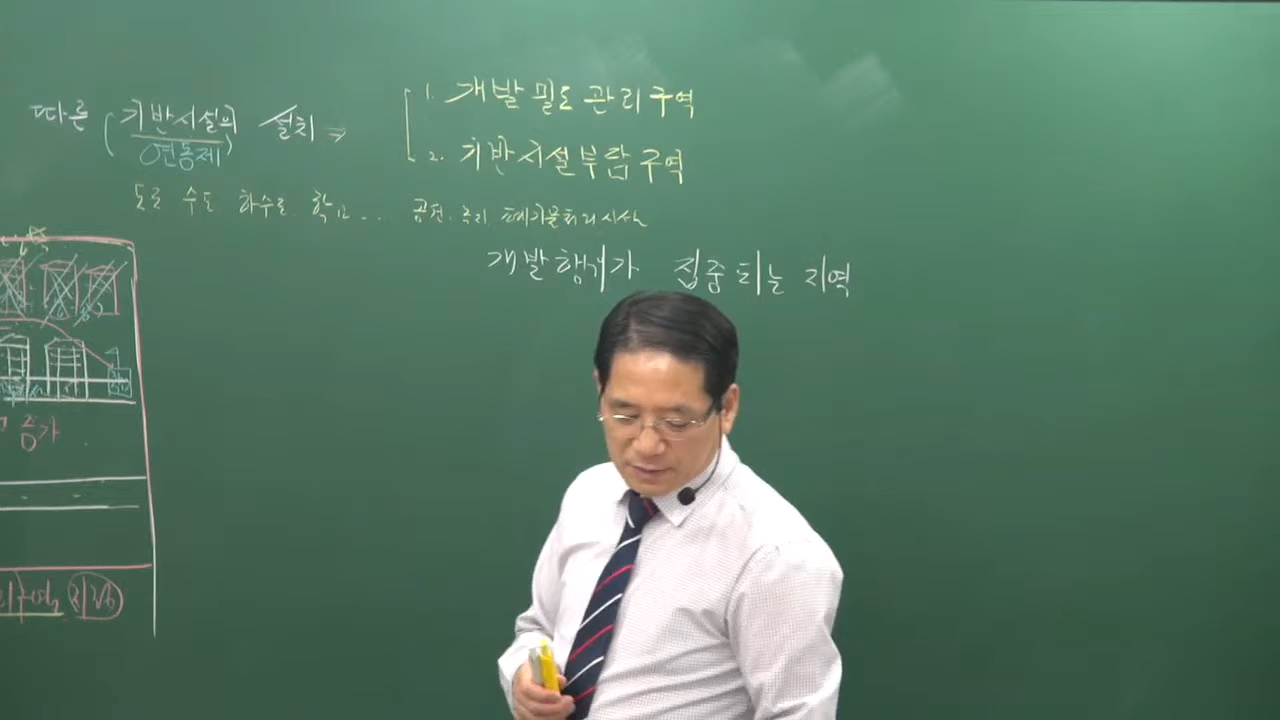 1. 개발밀도관리구역
따른 (기반시설의 설치 ⇒
연동제)
2. 기반시설부담구역
도로 수도 하수도 학교... 공원. 녹지. 폐기물처리시설
개발행위가 집중되는 지역
증가